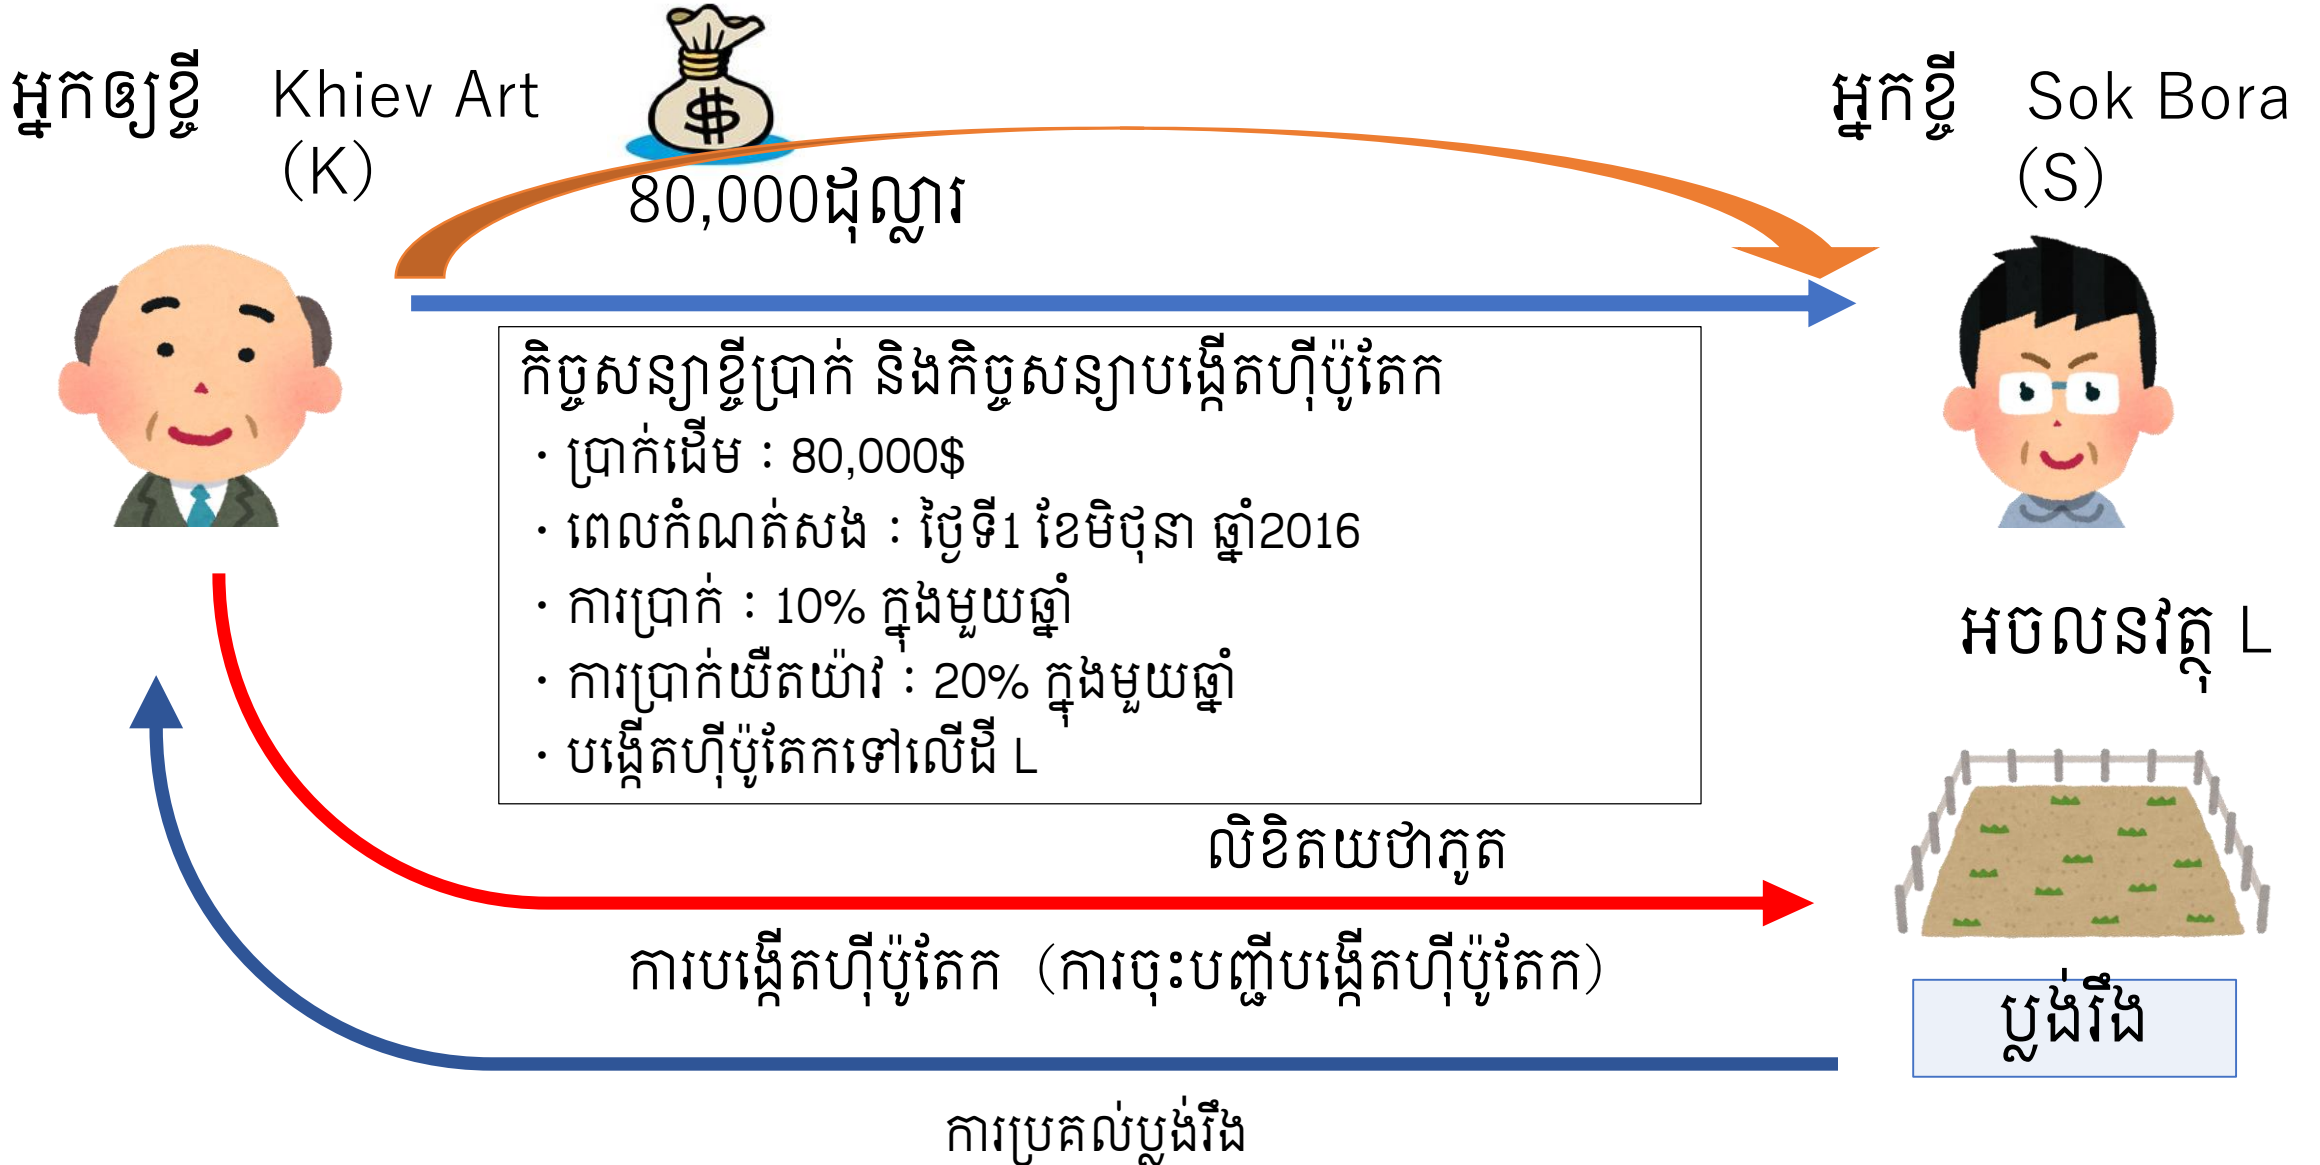 អ្នកឲ្យខ្ចី Khiev Art
(K)
80,000ដុល្លារ
អ្នកខ្ចី Sok Bora
(S)
កិច្ចសន្យាខ្ចីប្រាក់ និងកិច្ចសន្យាបង្កើតហ៊ីប៉ូតែក
・ប្រាក់ដើម：80,000$
・ពេលកំណត់សង：ថ្ងៃទី1 ខែមិថុនា ឆ្នាំ2016
・ការប្រាក់：10% ក្នុងមួយឆ្នាំ
・ការប្រាក់យឺតយ៉ាវ：20% ក្នុងមួយឆ្នាំ
・បង្កើតហ៊ីប៉ូតែកទៅលើដី L
អចលនវត្ថុ L
លិខិតយថាភូត
ការបង្កើតហ៊ីប៉ូតែក (ការចុះបញ្ជីបង្កើតហ៊ីប៉ូតែក)
ប្លង់រឹង
ការប្រគល់ប្លង់រឹង